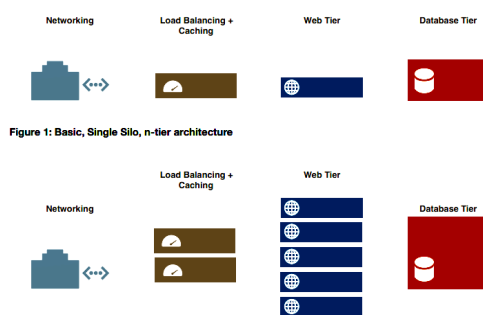 Networking
Load Balancing +
Caching
Web Tier
Database Tier
Figure 1: Basic, Single Silo, n-tier architecture
Load Balancing +
Caching
Web Tier
Networking
Database Tier